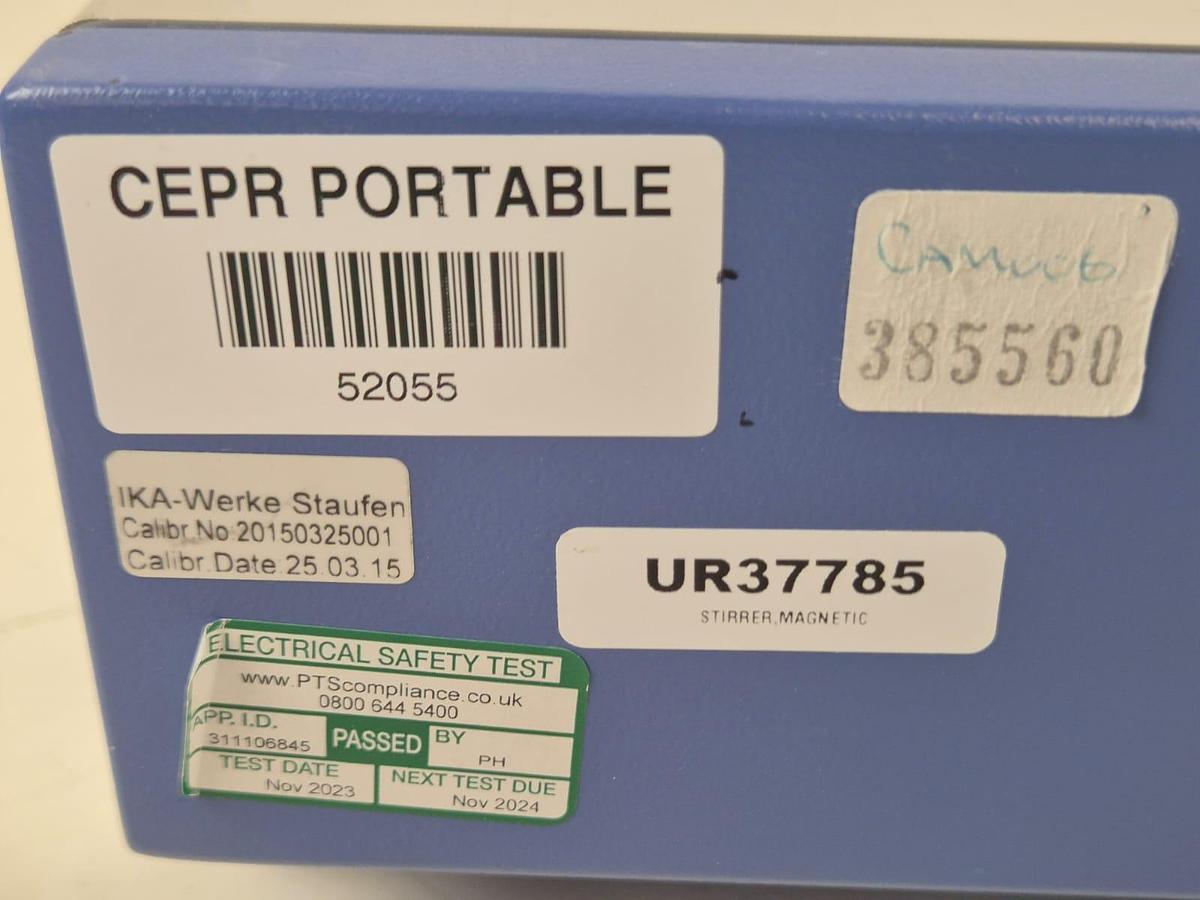 CEPR PORTABLE
52055
385560
IKA-Werke Staufen
Calibr.No 20150325001
Calibr.Date 25.03.15
UR37785
STIRRER,MAGNETIC
ELECTRICAL SAFETY TEST
www.PTScompliance.co.uk
0800 644 5400
APP. I.D.
311106845
PASSED
BY
PH
TEST DATE
Nov 2023
NEXT TEST DUE
Nov 2024